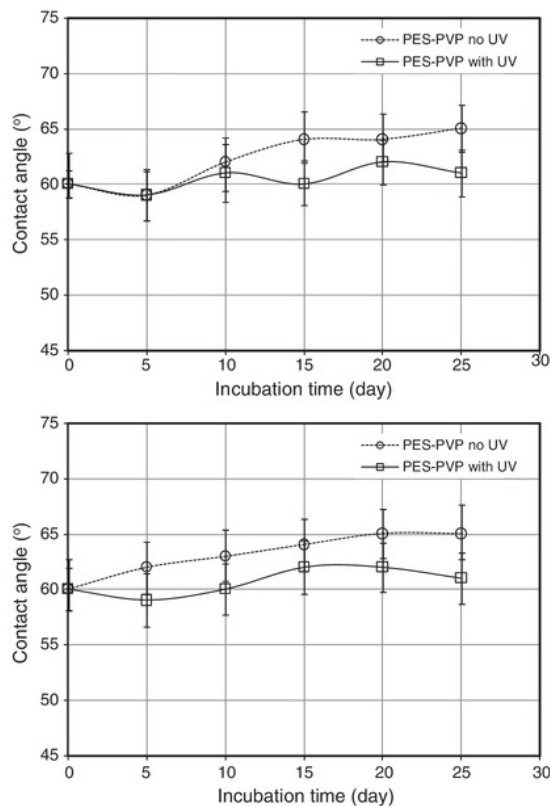 75
70
65
60
55
50
45
Contact angle (°)
PES-PVP no UV
PES-PVP with UV
0 5 10 15 20 25 30
Incubation time (day)
75
70
65
60
55
50
45
Contact angle (°)
PES-PVP no UV
PES-PVP with UV
0 5 10 15 20 25 30
Incubation time (day)